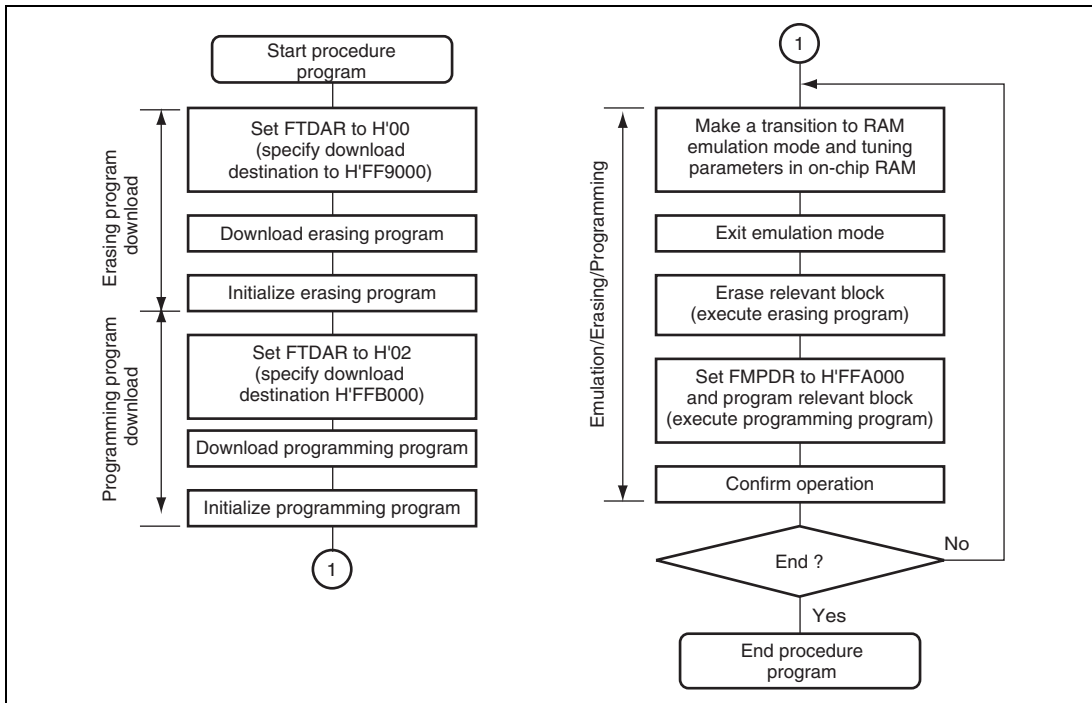 Start procedure
program
Erasing program
download
Set FTDAR to H'00
(specify download
destination to H'FF9000)
Download erasing program
Initialize erasing program
Programming program
download
Set FTDAR to H'02
(specify download
destination H'FFB000)
Download programming program
Initialize programming program
1
1
Emulation/Erasing/Programming
Make a transition to RAM
emulation mode and tuning
parameters in on-chip RAM
Exit emulation mode
Erase relevant block
(execute erasing program)
Set FMPDR to H'FFA000
and program relevant block
(execute programming program)
Confirm operation
End ?
No
Yes
End procedure
program